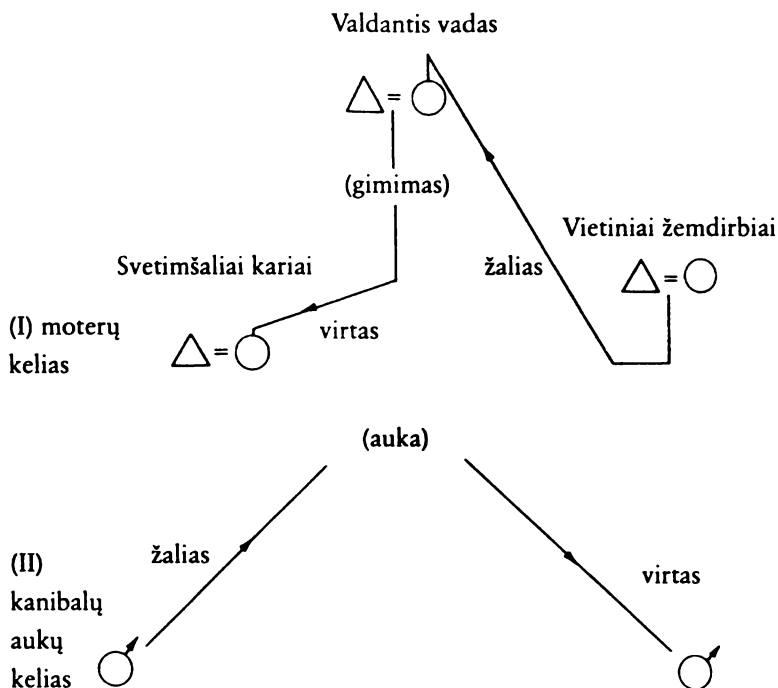 Valdantis vadas
=
(gimimas)
Vietiniai žemdirbiai
Svetimšaliai kariai
žalias
=
(I) moterų
kelias
virtas
=
(auka)
žalias
virtas
(II)
kanibalų
aukų
kelias